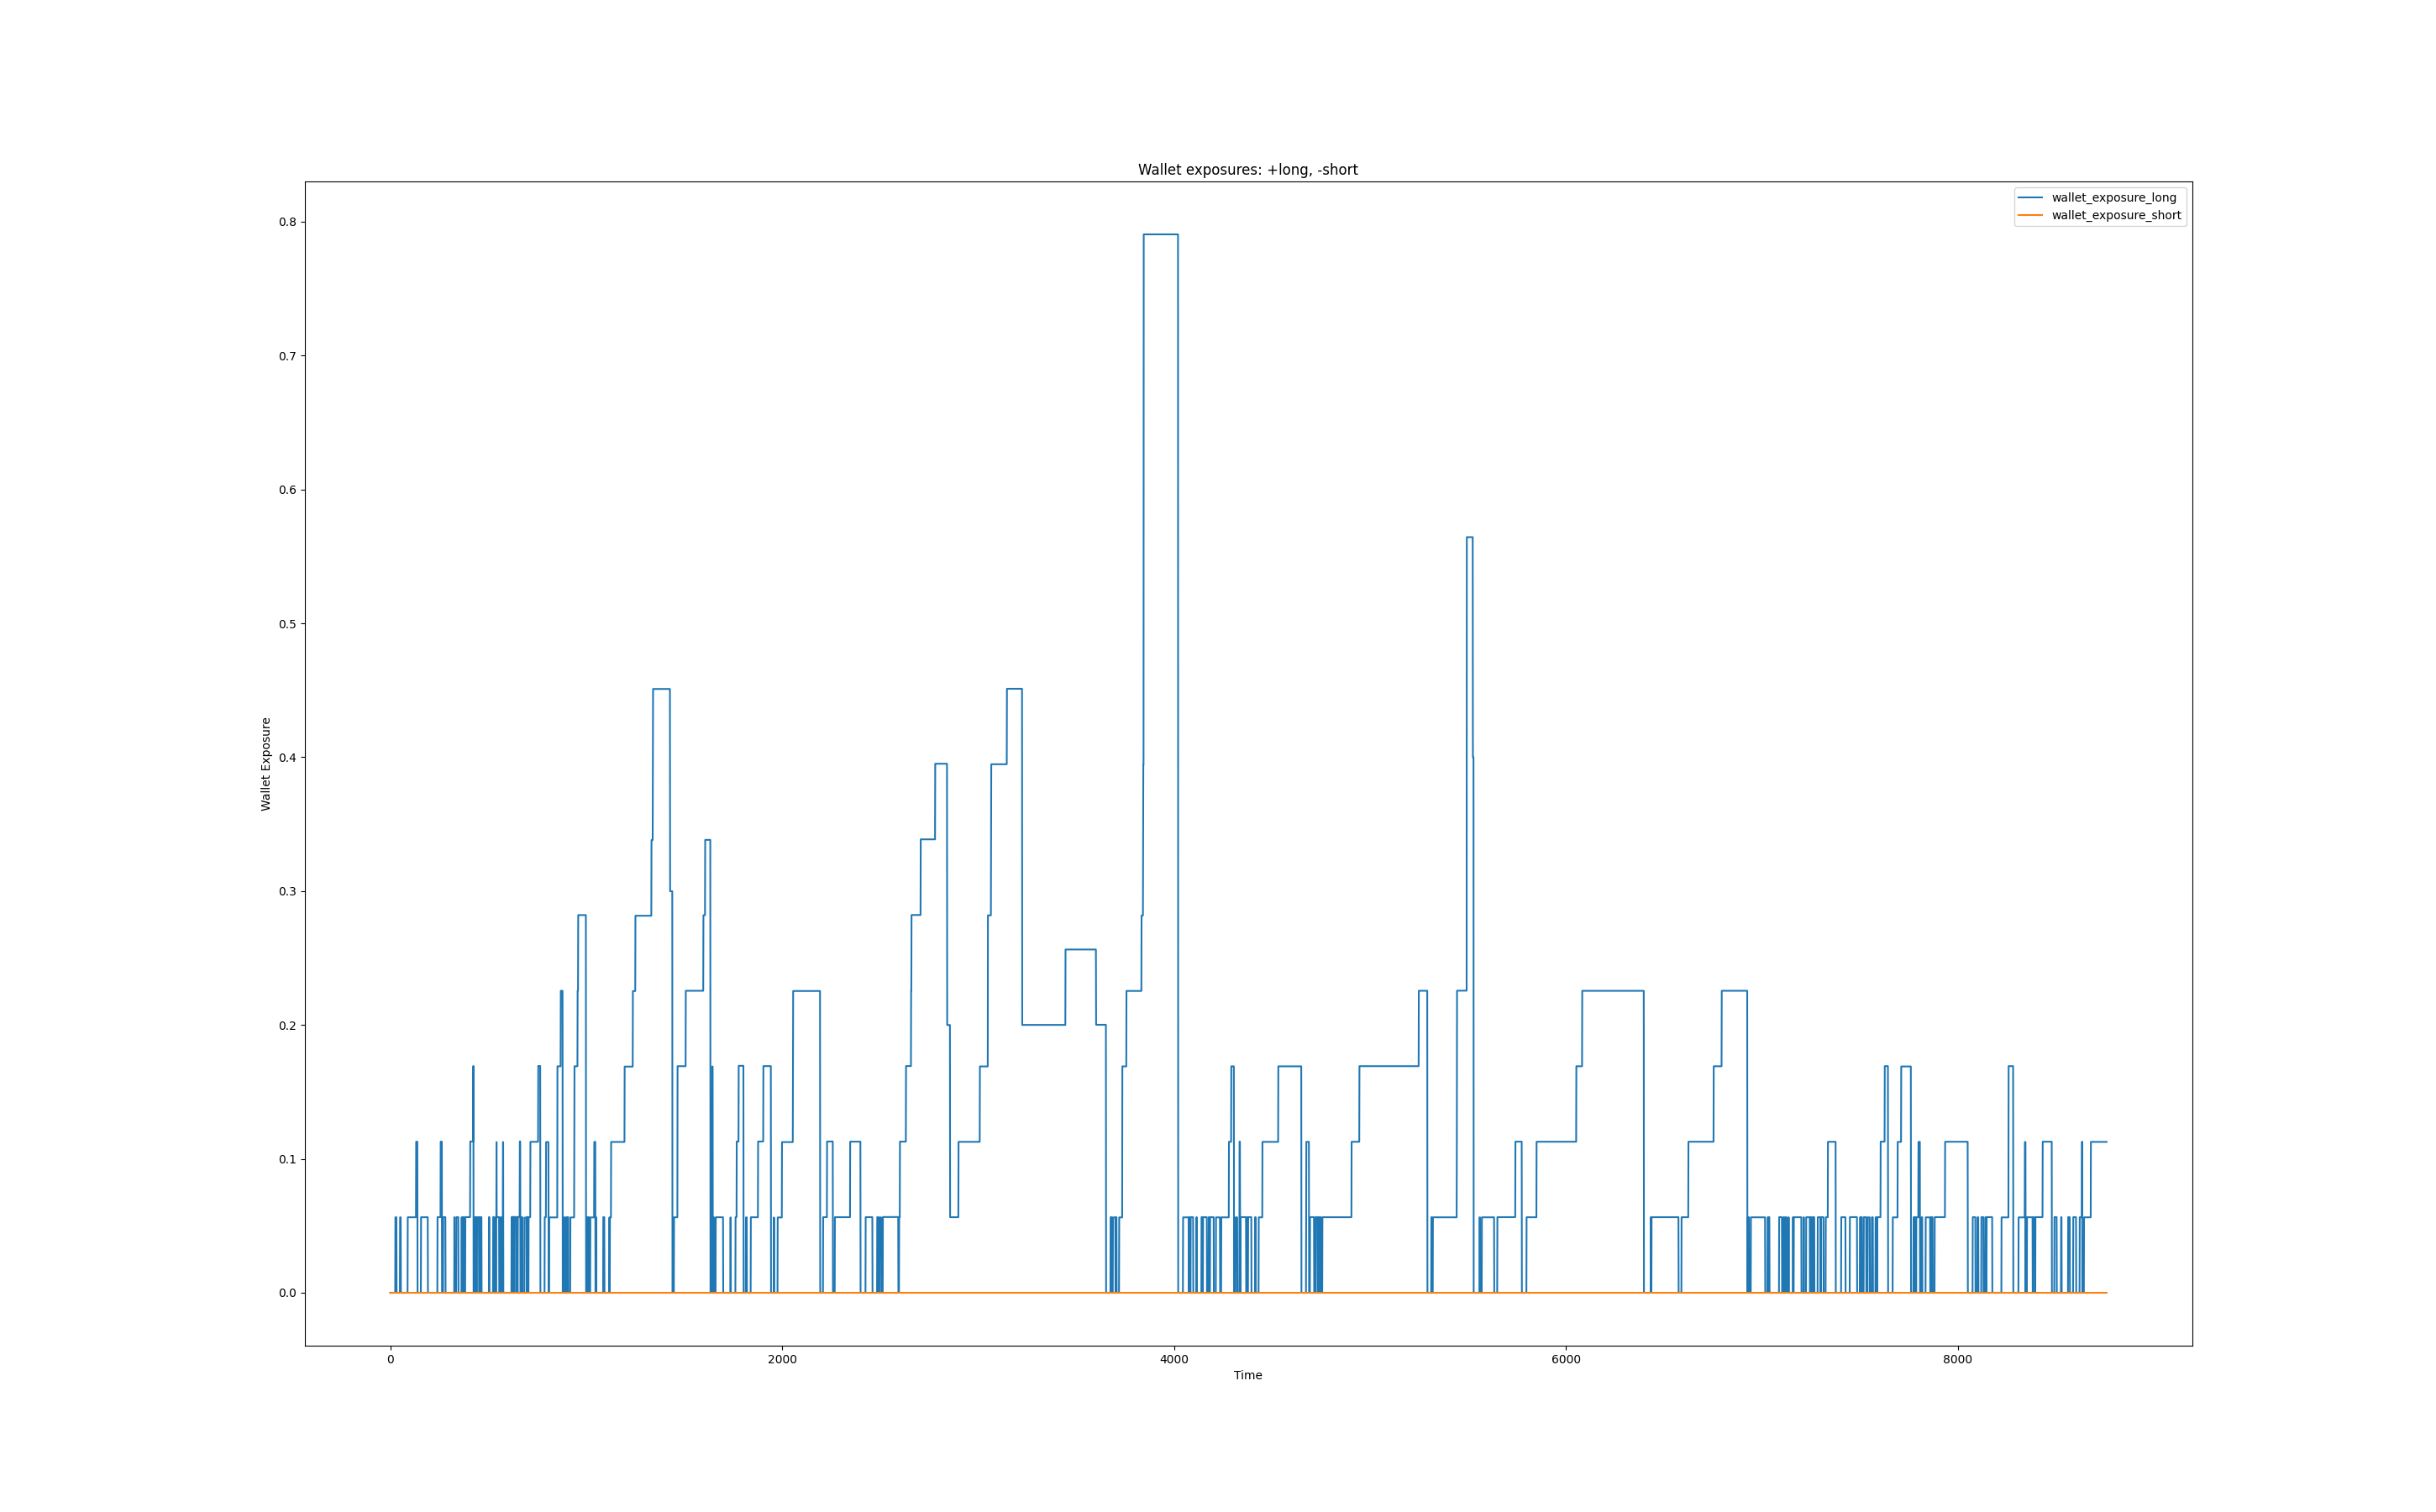 Wallet exposures: +long, -short
wallet_exposure_long
wallet_exposure_short
0.8
0.7
0.6
0.5
0.4
0.3
0.2
0.1
0.0
Wallet Exposure
0 2000 4000 6000 8000
Time